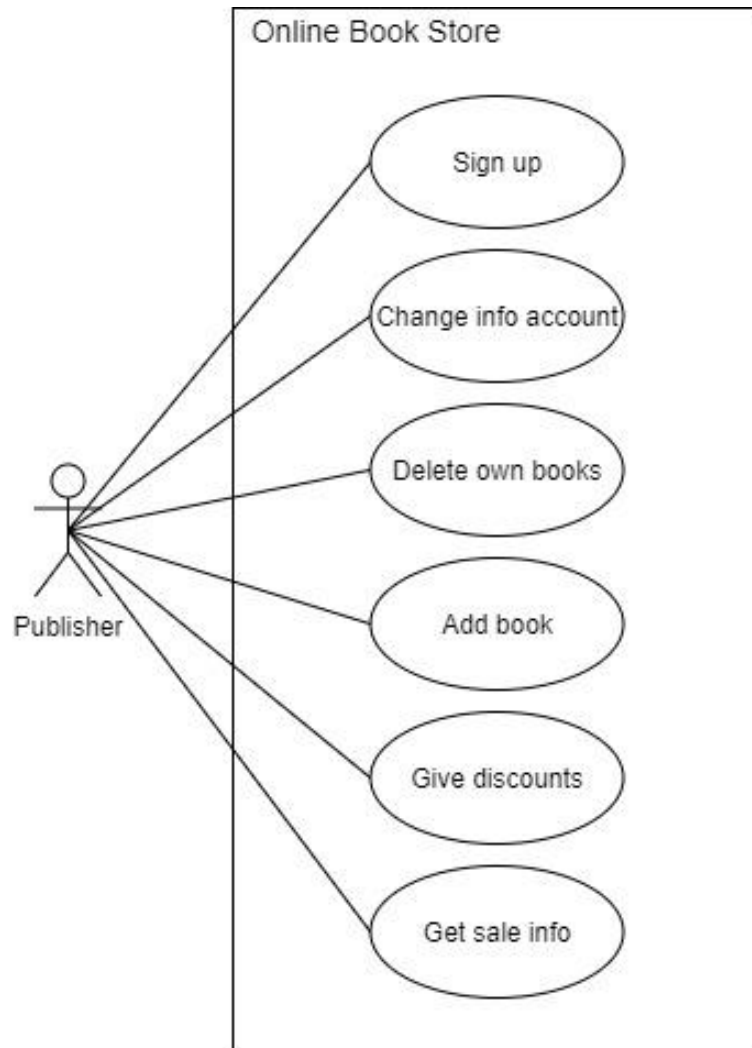 Online Book Store
Sign up
Change info account
Delete own books
Add book
Publisher
Give discounts
Get sale info